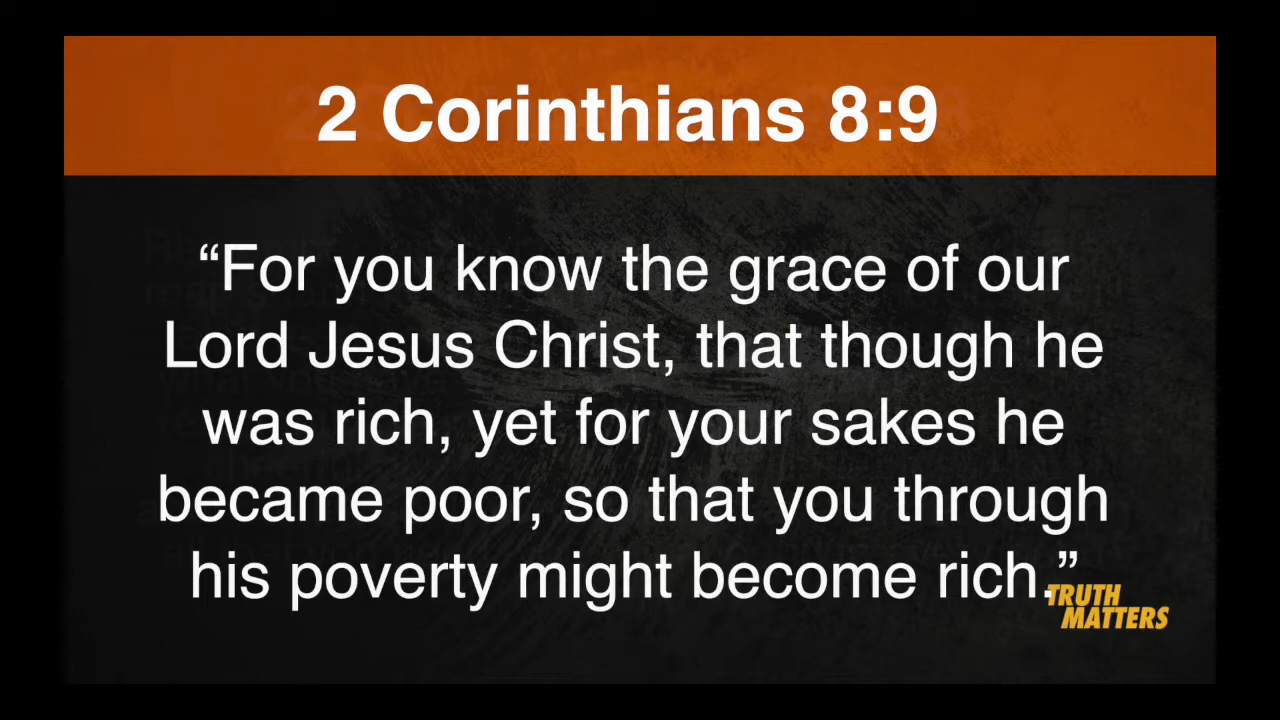 2 Corinthians 8:9
“For you know the grace of our
Lord Jesus Christ, that though he
was rich, yet for your sakes he
became poor, so that you through
his poverty might become rich.”
TRUTH
MATTERS